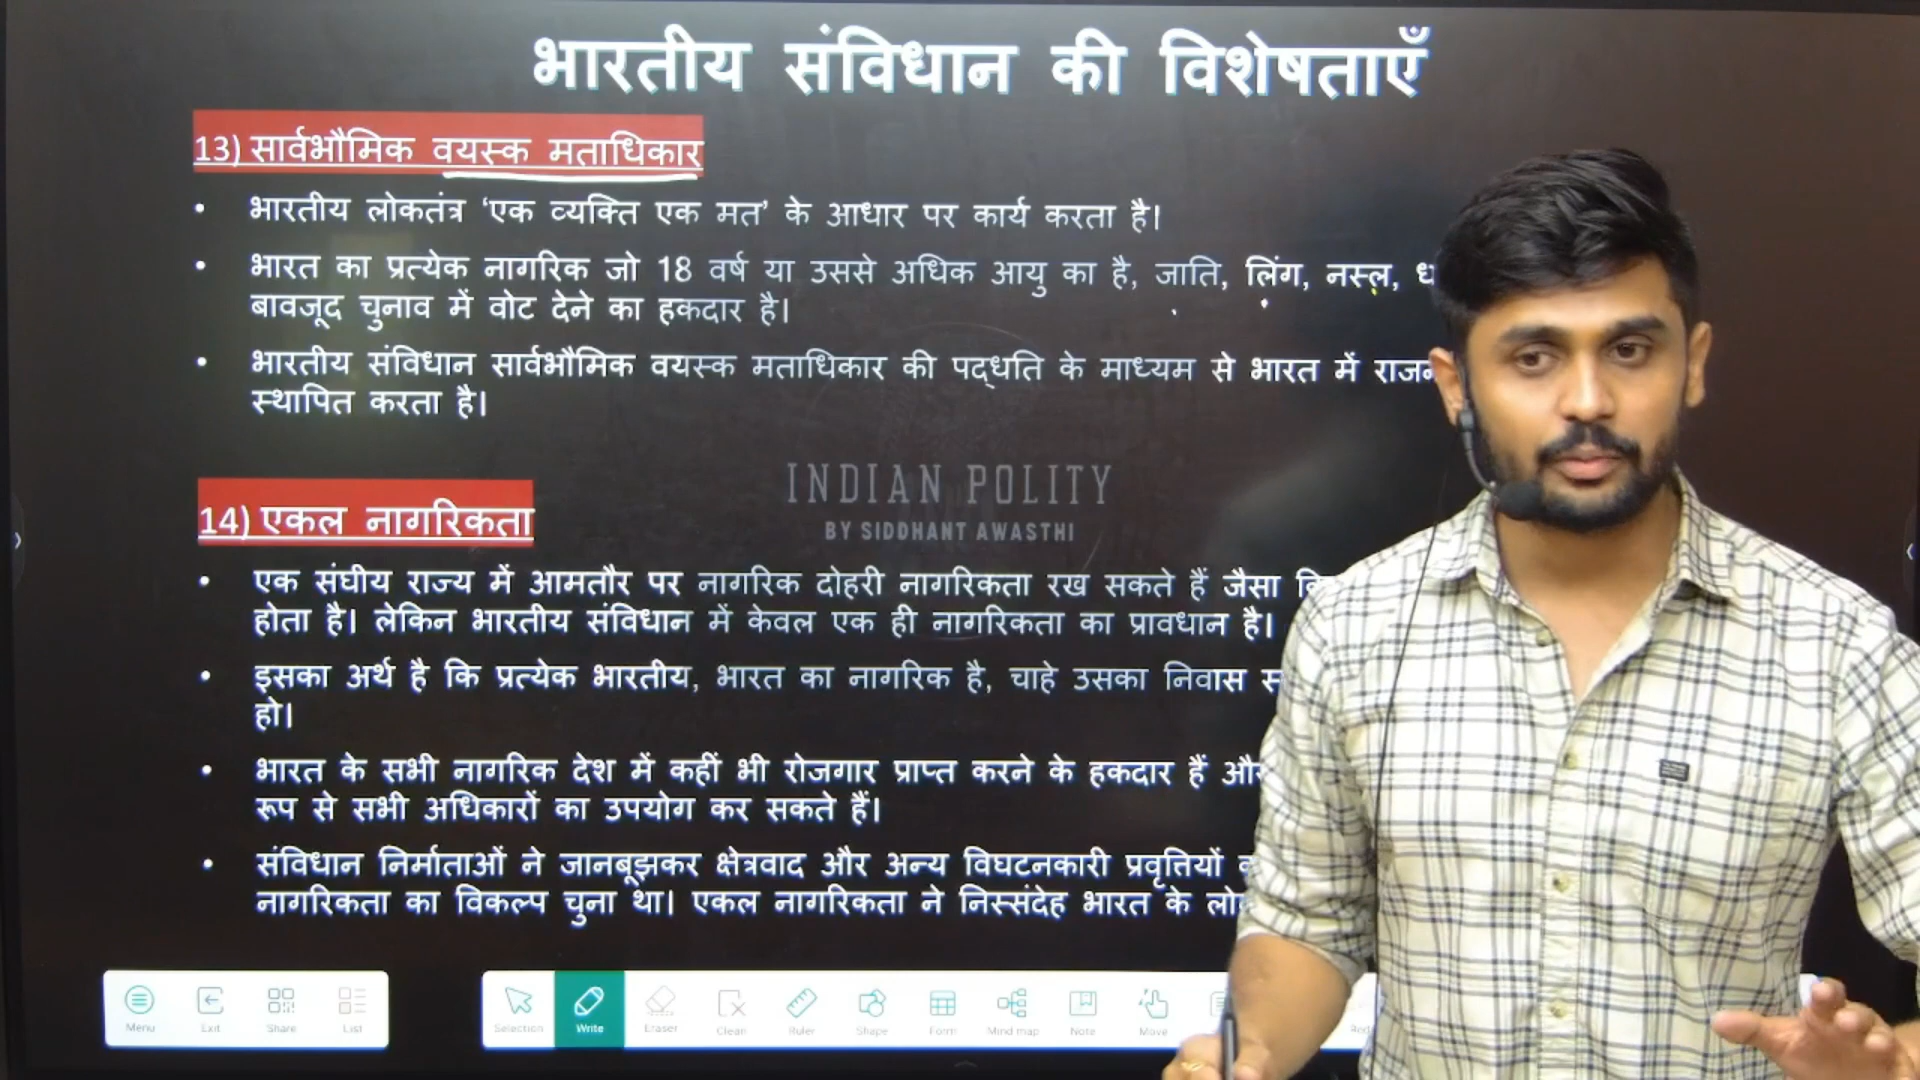 भारतीय संविधान की विशेषताएँ
13) सार्वभौमिक वयस्क मताधिकार
• भारतीय लोकतंत्र ‘एक व्यक्ति एक मत’ के आधार पर कार्य करता है।
• भारत का प्रत्येक नागरिक जो 18 वर्ष या उससे अधिक आयु का है, जाति, लिंग, नस्ल,
बावजूद चुनाव में वोट देने का हकदार है।
• भारतीय संविधान सार्वभौमिक वयस्क मताधिकार की पद्धति के माध्यम से भारत में
स्थापित करता है।
INDIAN POLITY
BY SIDDHANT AWASTHI
14) एकल नागरिकता
• एक संघीय राज्य में आमतौर पर नागरिक दोहरी नागरिकता रख सकते हैं जैसा
होता है। लेकिन भारतीय संविधान में केवल एक ही नागरिकता का प्रावधान है।
• इसका अर्थ है कि प्रत्येक भारतीय, भारत का नागरिक है, चाहे उसका निवास
हो।
• भारत के सभी नागरिक देश में कहीं भी रोजगार प्राप्त करने के हकदार हैं और
रूप से सभी अधिकारों का उपयोग कर सकते हैं।
• संविधान निर्माताओं ने जानबूझकर क्षेत्रवाद और अन्य विघटनकारी प्रवृत्तियों
नागरिकता का विकल्प चुना था। एकल नागरिकता ने निस्संदेह भारत के
Menu Exit Share List Selection Write Eraser Clean Ruler Shape Form Mind map Note Move